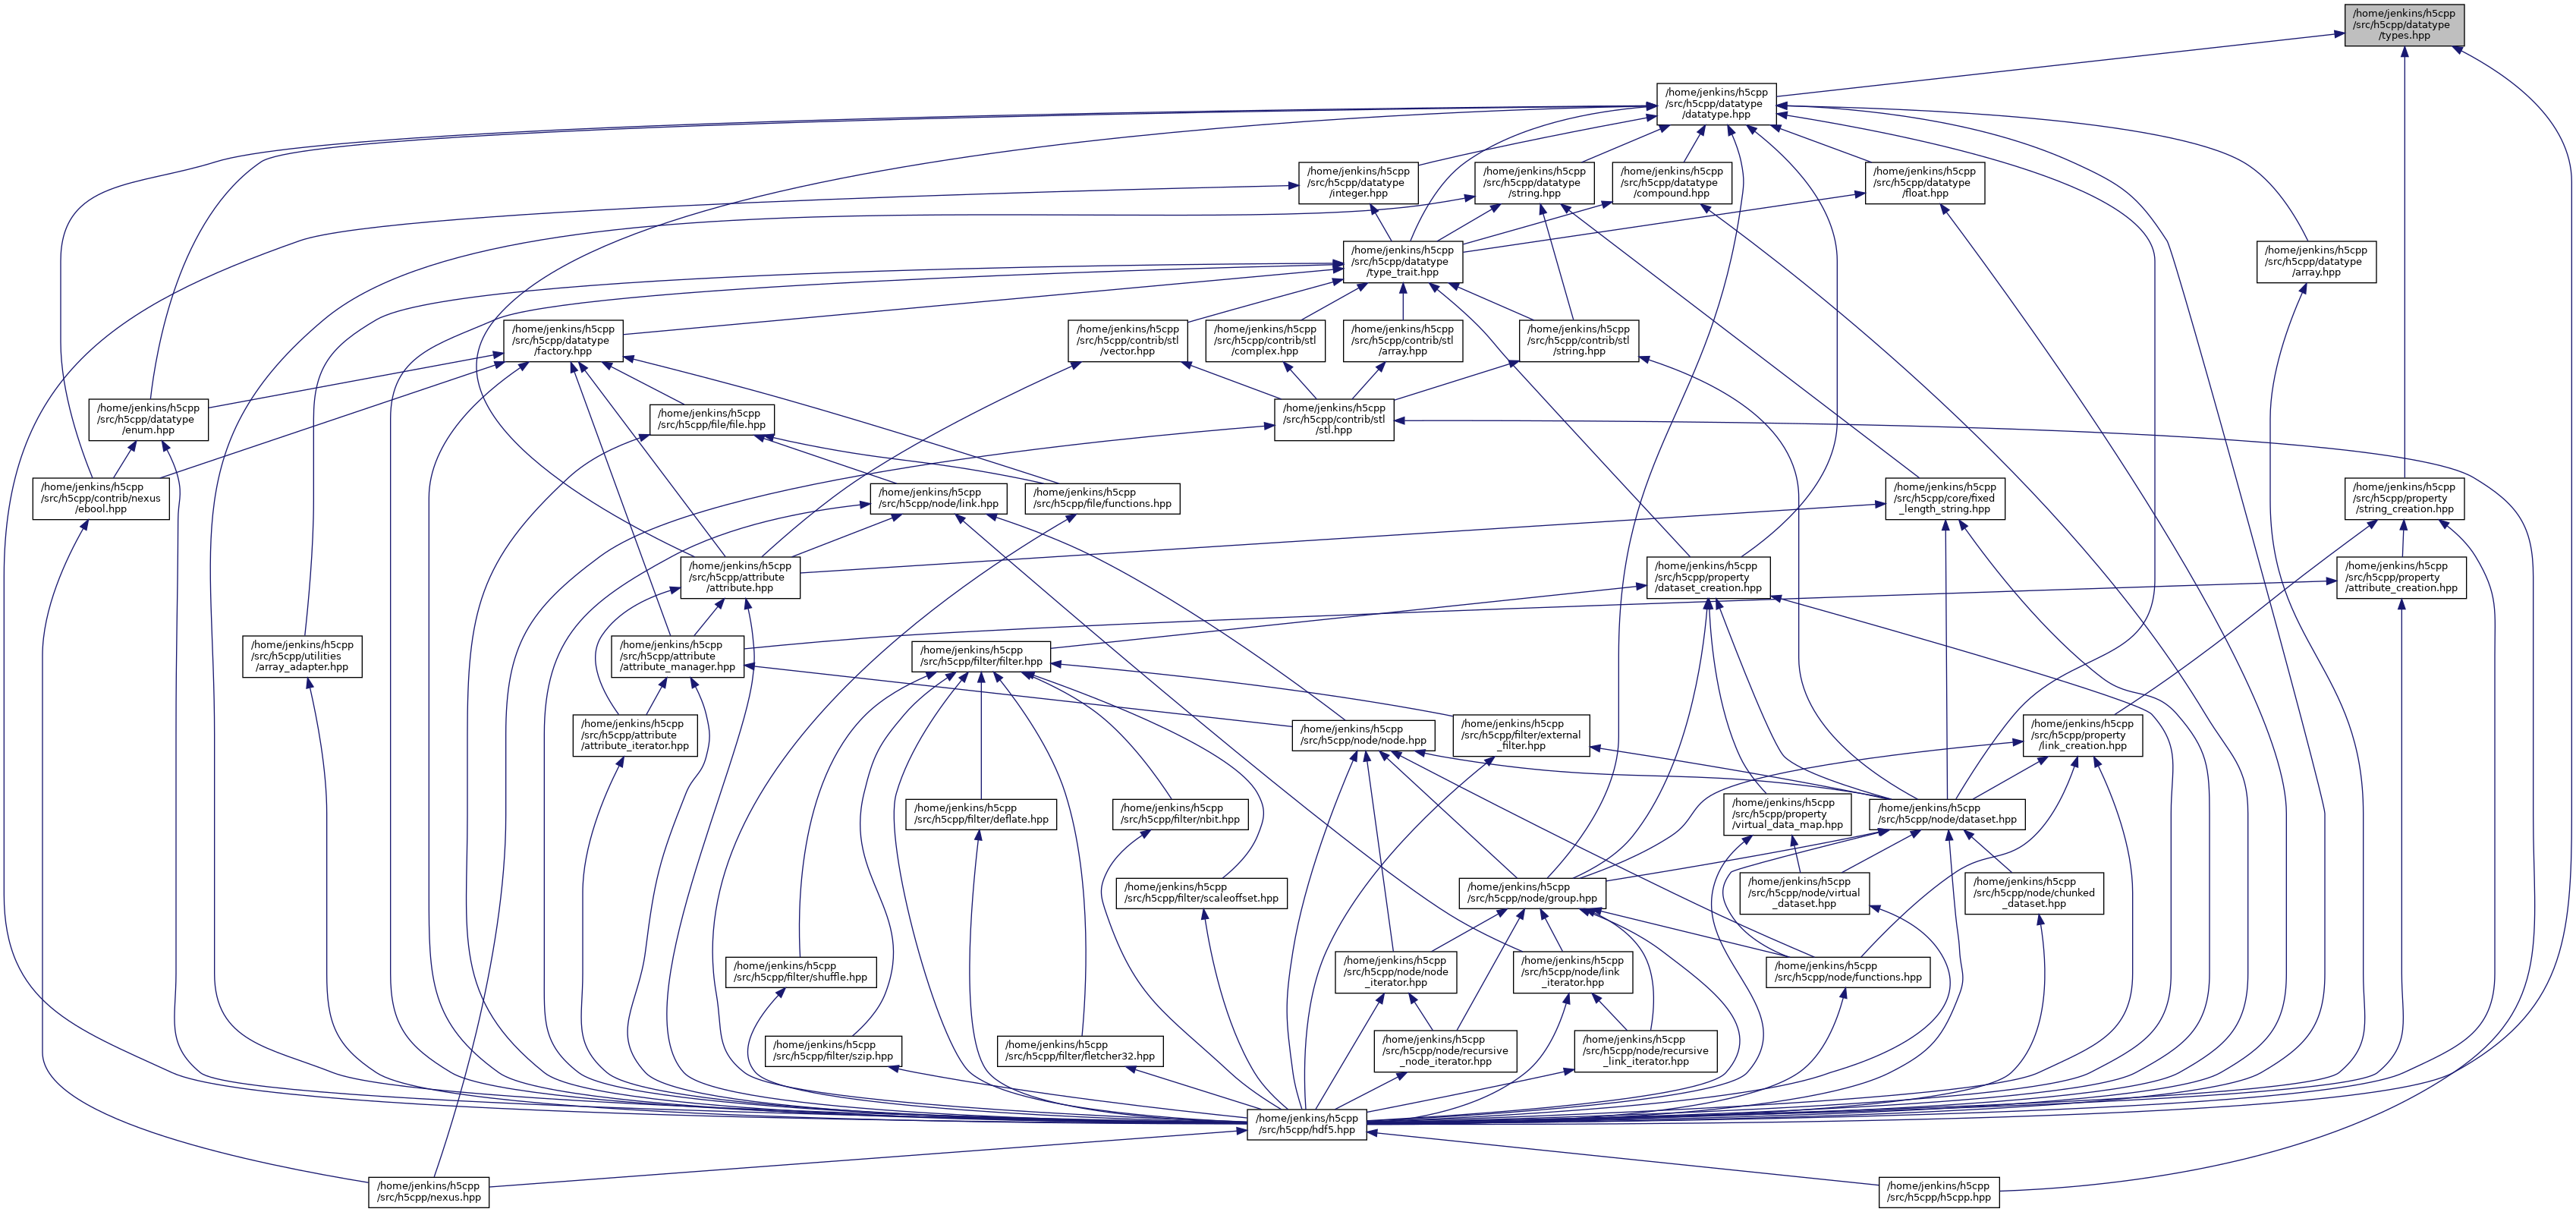 /home/jenkins/h5cpp
/src/h5cpp/datatype
/types.hpp
/home/jenkins/h5cpp
/src/h5cpp/datatype
/datatype.hpp
/home/jenkins/h5cpp
/src/h5cpp/datatype
/integer.hpp
/home/jenkins/h5cpp
/src/h5cpp/datatype
/string.hpp
/home/jenkins/h5cpp
/src/h5cpp/datatype
/compound.hpp
/home/jenkins/h5cpp
/src/h5cpp/datatype
/float.hpp
/home/jenkins/h5cpp
/src/h5cpp/datatype
/type_trait.hpp
/home/jenkins/h5cpp
/src/h5cpp/datatype
/array.hpp
/home/jenkins/h5cpp
/src/h5cpp/datatype
/factory.hpp
/home/jenkins/h5cpp
/src/h5cpp/contrib/stl
/vector.hpp
/home/jenkins/h5cpp
/src/h5cpp/contrib/stl
/complex.hpp
/home/jenkins/h5cpp
/src/h5cpp/contrib/stl
/array.hpp
/home/jenkins/h5cpp
/src/h5cpp/contrib/stl
/string.hpp
/home/jenkins/h5cpp
/src/h5cpp/datatype
/enum.hpp
/home/jenkins/h5cpp
/src/h5cpp/file/file.hpp
/home/jenkins/h5cpp
/src/h5cpp/contrib/stl
/stl.hpp
/home/jenkins/h5cpp
/src/h5cpp/contrib/nexus
/ebool.hpp
/home/jenkins/h5cpp
/src/h5cpp/node/link.hpp
/home/jenkins/h5cpp
/src/h5cpp/file/functions.hpp
/home/jenkins/h5cpp
/src/h5cpp/core/fixed
_length_string.hpp
/home/jenkins/h5cpp
/src/h5cpp/property
/string_creation.hpp
/home/jenkins/h5cpp
/src/h5cpp/attribute
/attribute.hpp
/home/jenkins/h5cpp
/src/h5cpp/property
/dataset_creation.hpp
/home/jenkins/h5cpp
/src/h5cpp/property
/attribute_creation.hpp
/home/jenkins/h5cpp
/src/h5cpp/utilities
/array_adapter.hpp
/home/jenkins/h5cpp
/src/h5cpp/attribute
/attribute_manager.hpp
/home/jenkins/h5cpp
/src/h5cpp/filter/filter.hpp
/home/jenkins/h5cpp
/src/h5cpp/attribute
/attribute_iterator.hpp
/home/jenkins/h5cpp
/src/h5cpp/node/node.hpp
/home/jenkins/h5cpp
/src/h5cpp/filter/external
_filter.hpp
/home/jenkins/h5cpp
/src/h5cpp/property
/link_creation.hpp
/home/jenkins/h5cpp
/src/h5cpp/filter/deflate.hpp
/home/jenkins/h5cpp
/src/h5cpp/filter/nbit.hpp
/home/jenkins/h5cpp
/src/h5cpp/property
/virtual_data_map.hpp
/home/jenkins/h5cpp
/src/h5cpp/node/dataset.hpp
/home/jenkins/h5cpp
/src/h5cpp/filter/scaleoffset.hpp
/home/jenkins/h5cpp
/src/h5cpp/node/group.hpp
/home/jenkins/h5cpp
/src/h5cpp/node/virtual
_dataset.hpp
/home/jenkins/h5cpp
/src/h5cpp/node/chunked
_dataset.hpp
/home/jenkins/h5cpp
/src/h5cpp/filter/shuffle.hpp
/home/jenkins/h5cpp
/src/h5cpp/node/node
_iterator.hpp
/home/jenkins/h5cpp
/src/h5cpp/node/link
_iterator.hpp
/home/jenkins/h5cpp
/src/h5cpp/node/functions.hpp
/home/jenkins/h5cpp
/src/h5cpp/filter/szip.hpp
/home/jenkins/h5cpp
/src/h5cpp/filter/fletcher32.hpp
/home/jenkins/h5cpp
/src/h5cpp/node/recursive
_node_iterator.hpp
/home/jenkins/h5cpp
/src/h5cpp/node/recursive
_link_iterator.hpp
/home/jenkins/h5cpp
/src/h5cpp/hdf5.hpp
/home/jenkins/h5cpp
/src/h5cpp/nexus.hpp
/home/jenkins/h5cpp
/src/h5cpp/h5cpp.hpp